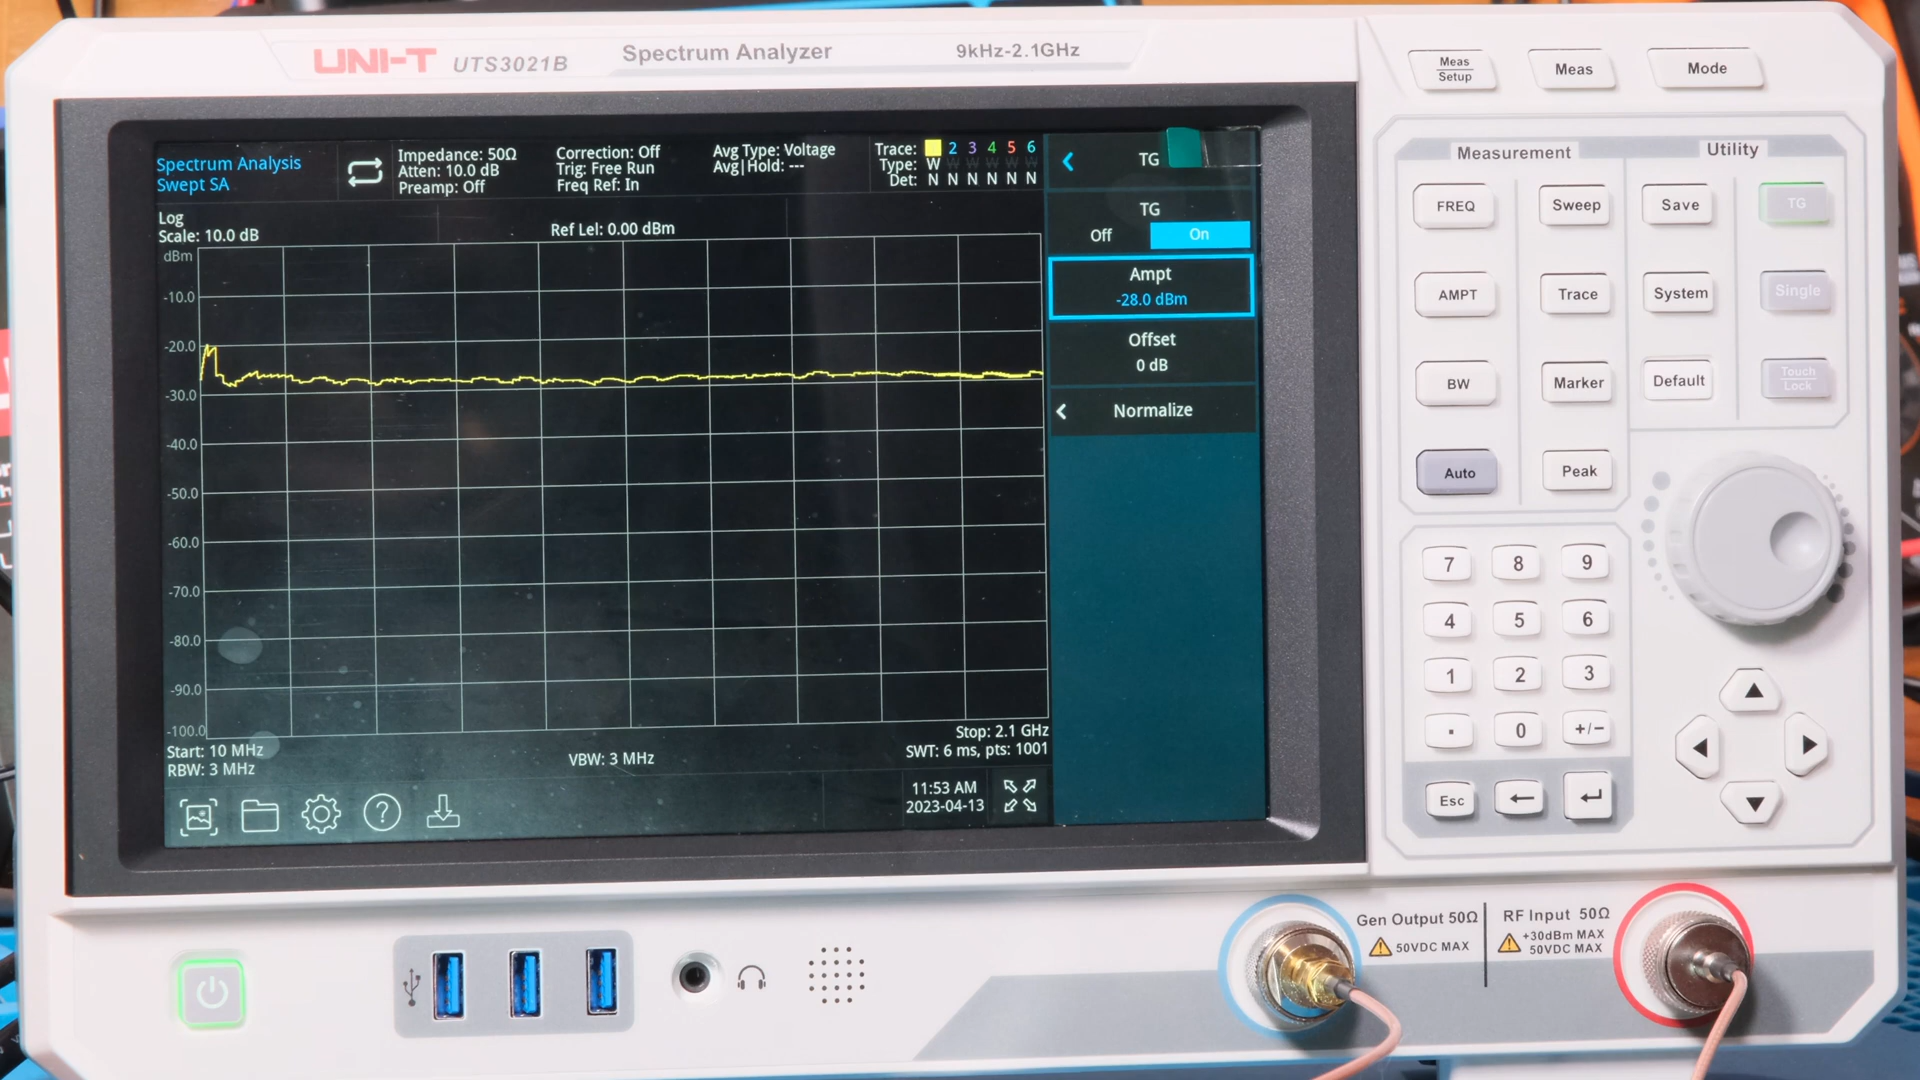 UNI-T UTS3021B Spectrum Analyzer 9kHz-2.1GHz
Spectrum Analysis
Swept SA
Impedance: 50Ω
Atten: 10.0 dB
Preamp: Off
Correction: Off
Trig: Free Run
Freq Ref: In
Avg Type: Voltage
Avg|Hold: ---
Trace: 2 3 4 5 6
Type: W W W W W W
Det: N N N N N N
Log
Scale: 10.0 dB
Ref Lel: 0.00 dBm
dBm
-10.0
-20.0
-30.0
-40.0
-50.0
-60.0
-70.0
-80.0
-90.0
-100.0
Start: 10 MHz
RBW: 3 MHz
VBW: 3 MHz
Stop: 2.1 GHz
SWT: 6 ms, pts: 1001
11:53 AM
2023-04-13
TG
TG
Off On
Ampt
-28.0 dBm
Offset
0 dB
Normalize
Meas
Setup
Meas
Mode
Measurement
FREQ Sweep
AMPT Trace
BW Marker
Auto Peak
Utility
Save TG
System Single
Default Touch
Lock
7 8 9
4 5 6
1 2 3
. 0 +/-
Esc
Gen Output 50Ω
50VDC MAX
RF Input 50Ω
+30dBm MAX
50VDC MAX